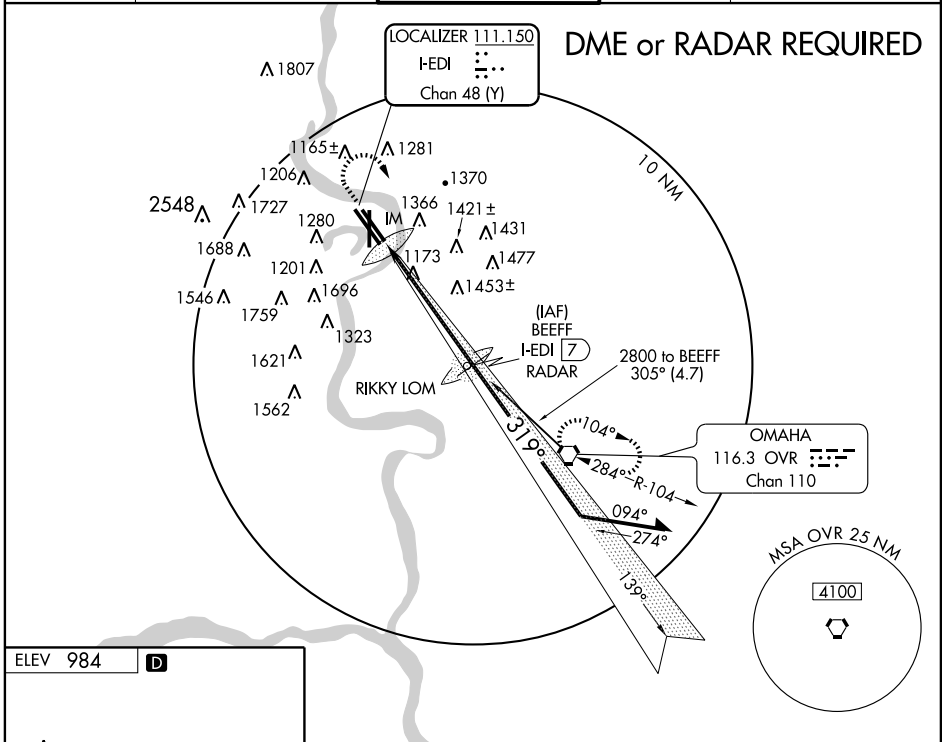 DME or RADAR REQUIRED
LOCALIZER 111.150
I-EDI
Chan 48 (Y)
1807
10 NM
1165±
1281
1206
1370
2548
1727
1366
1421±
1280
IM
1431
1688
1173
1477
1201
1453±
1546
1696
1759
1323
(IAF)
BEEFF
I-EDI 7
RADAR
1621
2800 to BEEFF
305° (4.7)
RIKKY LOM
1562
319°
104°
OMAHA
116.3 OVR
Chan 110
284°
R-104
094°
274°
139°
MSA OVR 25 NM
4100
ELEV 984
D